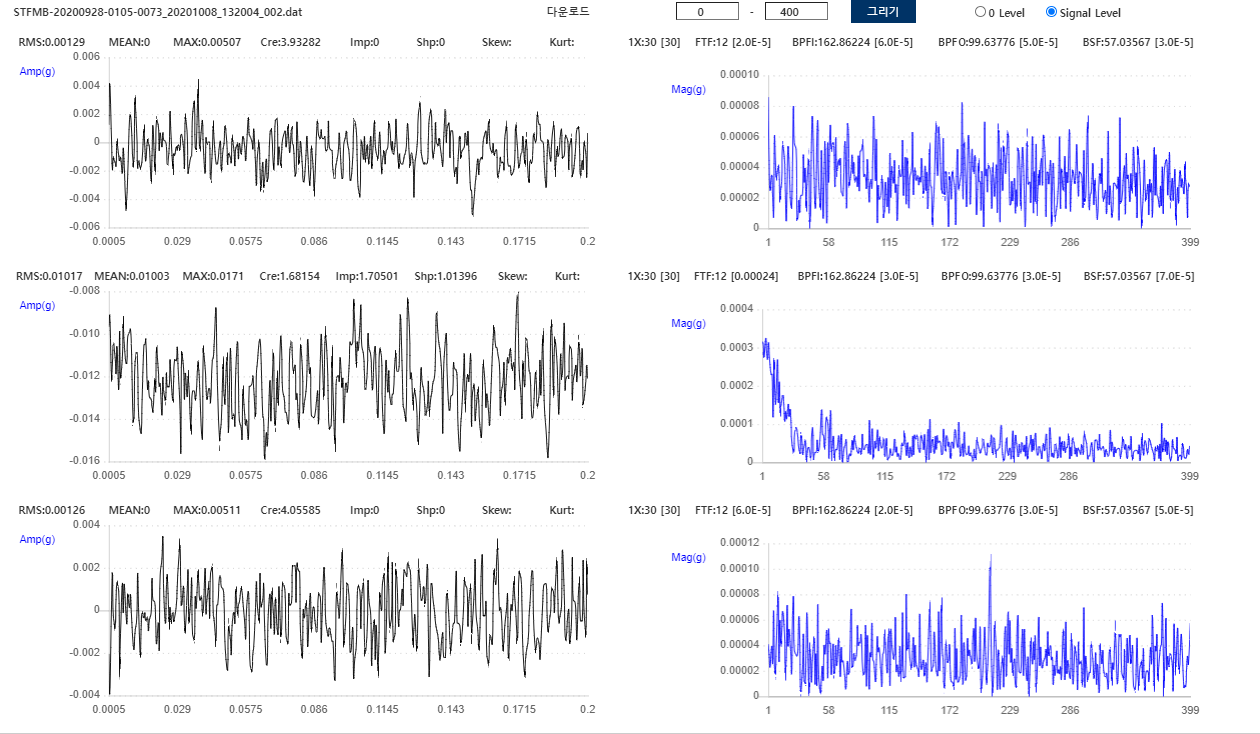 STFMB-20200928-0105-0073_20201008_132004_002.dat 다운로드 0 - 400 그리기 0 Level Signal Level
RMS:0.00129 MEAN:0 MAX:0.00507 Cre:3.93282 Imp:0 Shp:0 Skew: Kurt:
Amp(g)
0.006
0.004
0.002
0
-0.002
-0.004
-0.006
0.0005 0.029 0.0575 0.086 0.1145 0.143 0.1715 0.2
1X:30 [30] FTF:12 [2.0E-5] BPFI:162.86224 [6.0E-5] BPFO:99.63776 [5.0E-5] BSF:57.03567 [3.0E-5]
Mag(g)
0.00010
0.00008
0.00006
0.00004
0.00002
0
1 58 115 172 229 286 399
RMS:0.01017 MEAN:0.01003 MAX:0.0171 Cre:1.68154 Imp:1.70501 Shp:1.01396 Skew: Kurt:
Amp(g)
-0.008
-0.010
-0.012
-0.014
-0.016
0.0005 0.029 0.0575 0.086 0.1145 0.143 0.1715 0.2
1X:30 [30] FTF:12 [0.00024] BPFI:162.86224 [3.0E-5] BPFO:99.63776 [3.0E-5] BSF:57.03567 [7.0E-5]
Mag(g)
0.0004
0.0003
0.0002
0.0001
0
1 58 115 172 229 286 399
RMS:0.00126 MEAN:0 MAX:0.00511 Cre:4.05585 Imp:0 Shp:0 Skew: Kurt:
Amp(g)
0.004
0.002
0
-0.002
-0.004
0.0005 0.029 0.0575 0.086 0.1145 0.143 0.1715 0.2
1X:30 [30] FTF:12 [6.0E-5] BPFI:162.86224 [2.0E-5] BPFO:99.63776 [3.0E-5] BSF:57.03567 [5.0E-5]
Mag(g)
0.00012
0.00010
0.00008
0.00006
0.00004
0.00002
0
1 58 115 172 229 286 399